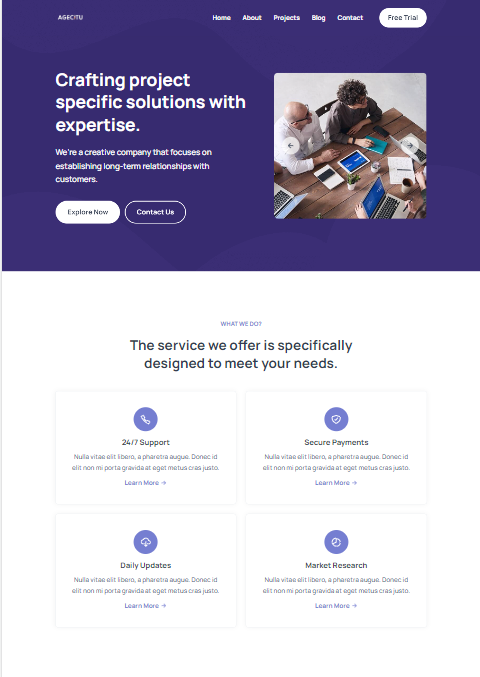 AGECITU Home About Projects Blog Contact Free Trial
Crafting project
specific solutions with
expertise.
We're a creative company that focuses on
establishing long-term relationships with
customers.
Explore Now Contact Us
WHAT WE DO?
The service we offer is specifically
designed to meet your needs.
24/7 Support
Nulla vitae elit libero, a pharetra augue. Donec id
elit non mi porta gravida at eget metus cras justo.
Learn More →
Secure Payments
Nulla vitae elit libero, a pharetra augue. Donec id
elit non mi porta gravida at eget metus cras justo.
Learn More →
Daily Updates
Nulla vitae elit libero, a pharetra augue. Donec id
elit non mi porta gravida at eget metus cras justo.
Learn More →
Market Research
Nulla vitae elit libero, a pharetra augue. Donec id
elit non mi porta gravida at eget metus cras justo.
Learn More →